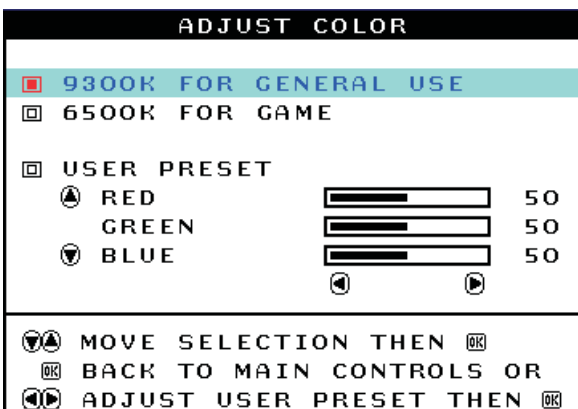 ADJUST COLOR
9300K FOR GENERAL USE
6500K FOR GAME
USER PRESET
RED 50
GREEN 50
BLUE 50
MOVE SELECTION THEN OK
OK BACK TO MAIN CONTROLS OR
ADJUST USER PRESET THEN OK